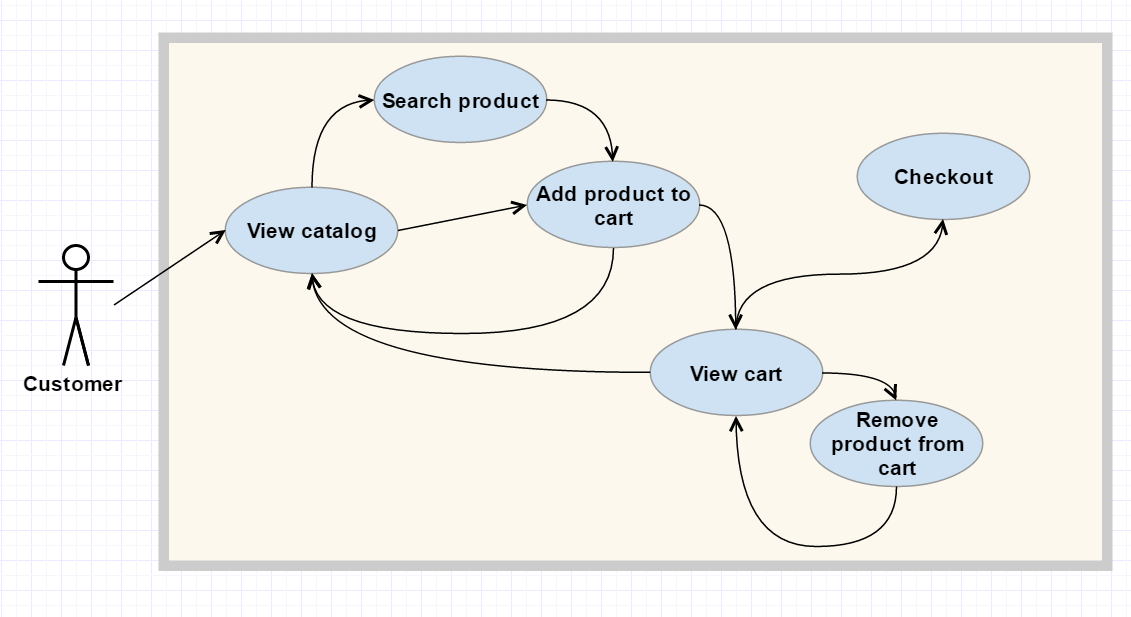 Search product
Add product to
cart
Checkout
View catalog
Customer
View cart
Remove
product from
cart